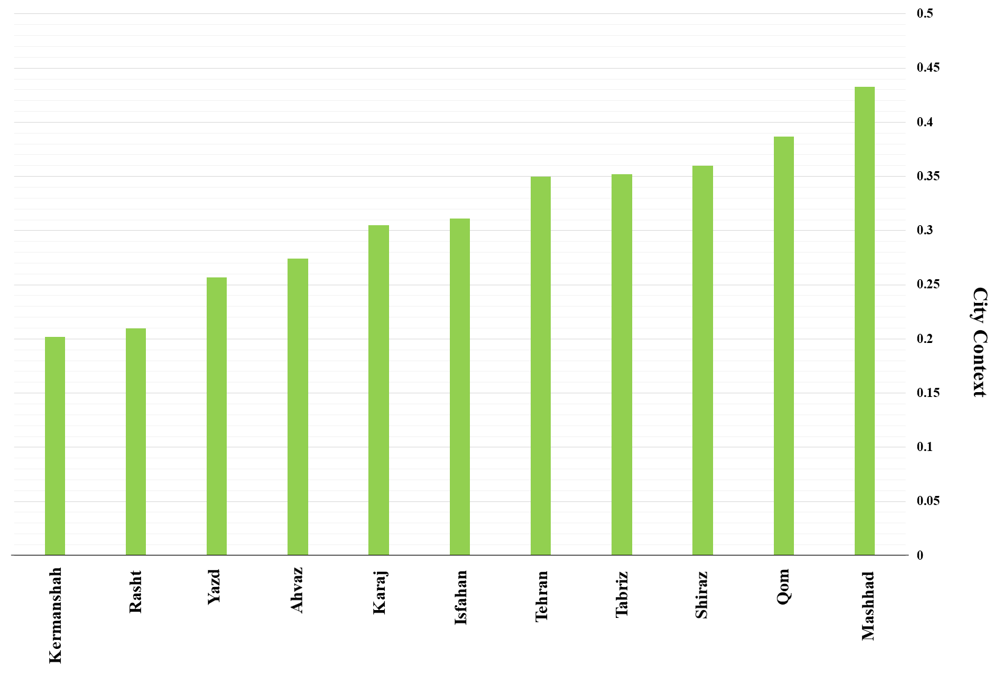 0.5
0.45
0.4
0.35
0.3
0.25
0.2
0.15
0.1
0.05
0
City Context
Kermanshah
Rasht
Yazd
Ahvaz
Karaj
Isfahan
Tehran
Tabriz
Shiraz
Qom
Mashhad